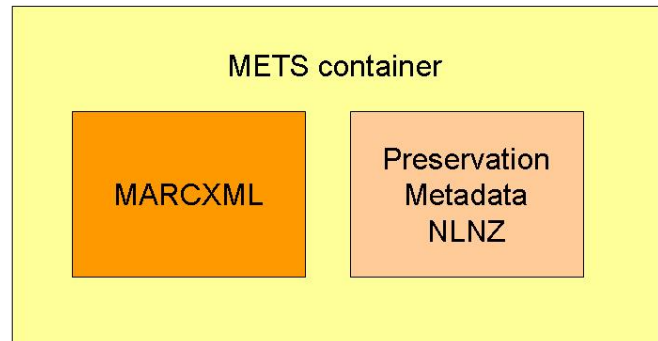 METS container
MARCXML
Preservation
Metadata
NLNZ